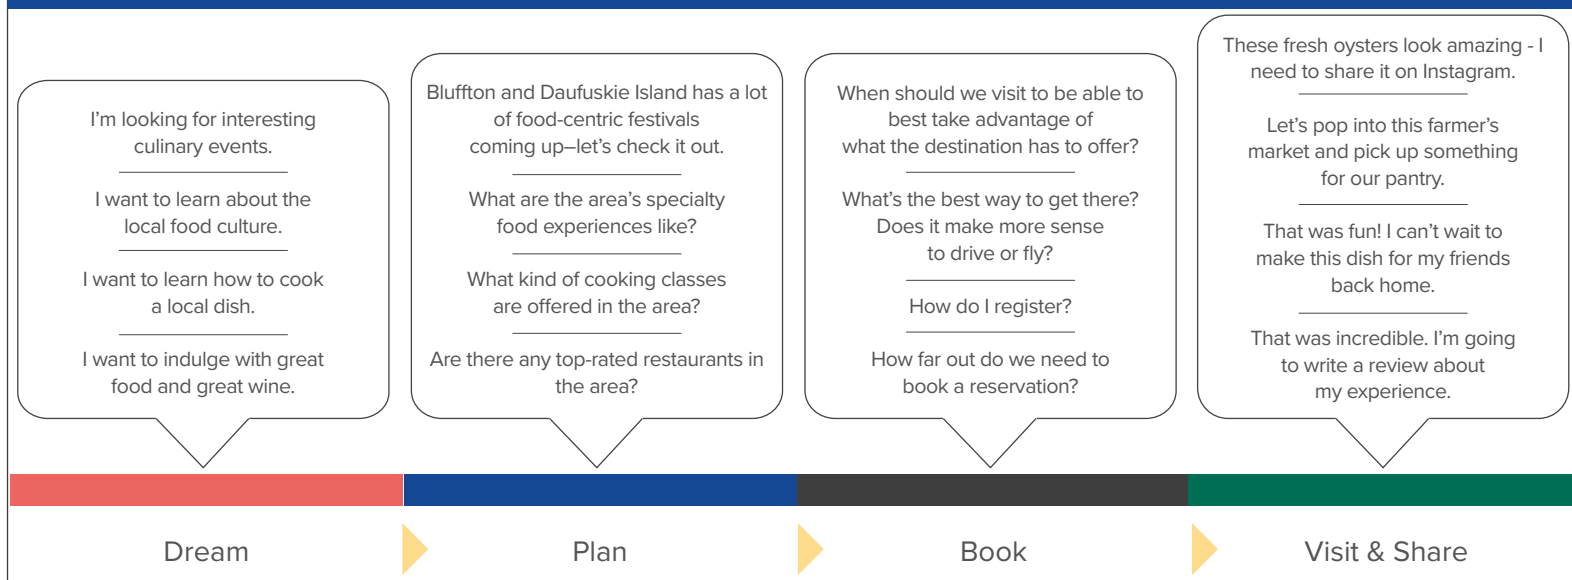 I'm looking for interesting
culinary events.
I want to learn about the
local food culture.
I want to learn how to cook
a local dish.
I want to indulge with great
food and great wine.
Bluffton and Daufuskie Island has a lot
of food-centric festivals
coming up–let's check it out.
What are the area's specialty
food experiences like?
What kind of cooking classes
are offered in the area?
Are there any top-rated restaurants in
the area?
When should we visit to be able to
best take advantage of
what the destination has to offer?
What's the best way to get there?
Does it make more sense
to drive or fly?
How do I register?
How far out do we need to
book a reservation?
These fresh oysters look amazing - I
need to share it on Instagram.
Let's pop into this farmer's
market and pick up something
for our pantry.
That was fun! I can't wait to
make this dish for my friends
back home.
That was incredible. I'm going
to write a review about
my experience.
Dream
Plan
Book
Visit & Share